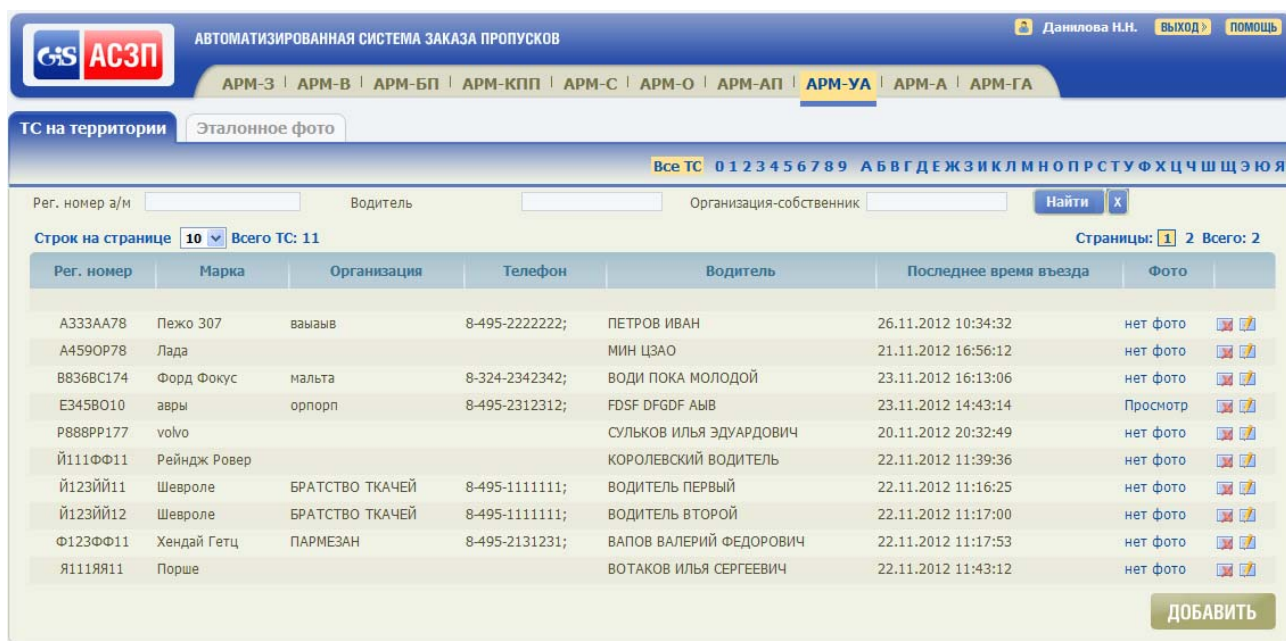 GiS АСЗП
АВТОМАТИЗИРОВАННАЯ СИСТЕМА ЗАКАЗА ПРОПУСКОВ
Данилова Н.Н. ВЫХОД » ПОМОЩЬ
АРМ-З АРМ-В АРМ-БП АРМ-КПП АРМ-С АРМ-О АРМ-АП АРМ-УА АРМ-А АРМ-ГА
ТС на территории Эталонное фото
Все ТС 0 1 2 3 4 5 6 7 8 9 А Б В Г Д Е Ж З И К Л М Н О П Р С Т У Ф Х Ц Ч Ш Щ Э Ю Я
Рег. номер а/м Водитель Организация-собственник Найти X
Строк на странице 10 Всего ТС: 11 Страницы: 1 2 Всего: 2
Рег. номер Марка Организация Телефон Водитель Последнее время въезда Фото
А333АА78 Пежо 307 ваыаыв 8-495-2222222; ПЕТРОВ ИВАН 26.11.2012 10:34:32 нет фото
А459ОР78 Лада МИН ЦЗАО 21.11.2012 16:56:12 нет фото
В836ВС174 Форд Фокус мальта 8-324-2342342; ВОДИ ПОКА МОЛОДОЙ 23.11.2012 16:13:06 нет фото
Е345ВО10 авры орпорп 8-495-2312312; FDSF DFGDF АЫВ 23.11.2012 14:43:14 Просмотр
Р888РР177 volvo СУЛЬКОВ ИЛЬЯ ЭДУАРДОВИЧ 20.11.2012 20:32:49 нет фото
Й111ФФ11 Рейндж Ровер КОРОЛЕВСКИЙ ВОДИТЕЛЬ 22.11.2012 11:39:36 нет фото
Й123ЙЙ11 Шевроле БРАТСТВО ТКАЧЕЙ 8-495-1111111; ВОДИТЕЛЬ ПЕРВЫЙ 22.11.2012 11:16:25 нет фото
Й123ЙЙ12 Шевроле БРАТСТВО ТКАЧЕЙ 8-495-1111111; ВОДИТЕЛЬ ВТОРОЙ 22.11.2012 11:17:00 нет фото
Ф123ФФ11 Хендай Гетц ПАРМЕЗАН 8-495-2131231; ВАПОВ ВАЛЕРИЙ ФЕДОРОВИЧ 22.11.2012 11:17:53 нет фото
Я111ЯЯ11 Порше ВОТАКОВ ИЛЬЯ СЕРГЕЕВИЧ 22.11.2012 11:43:12 нет фото
ДОБАВИТЬ